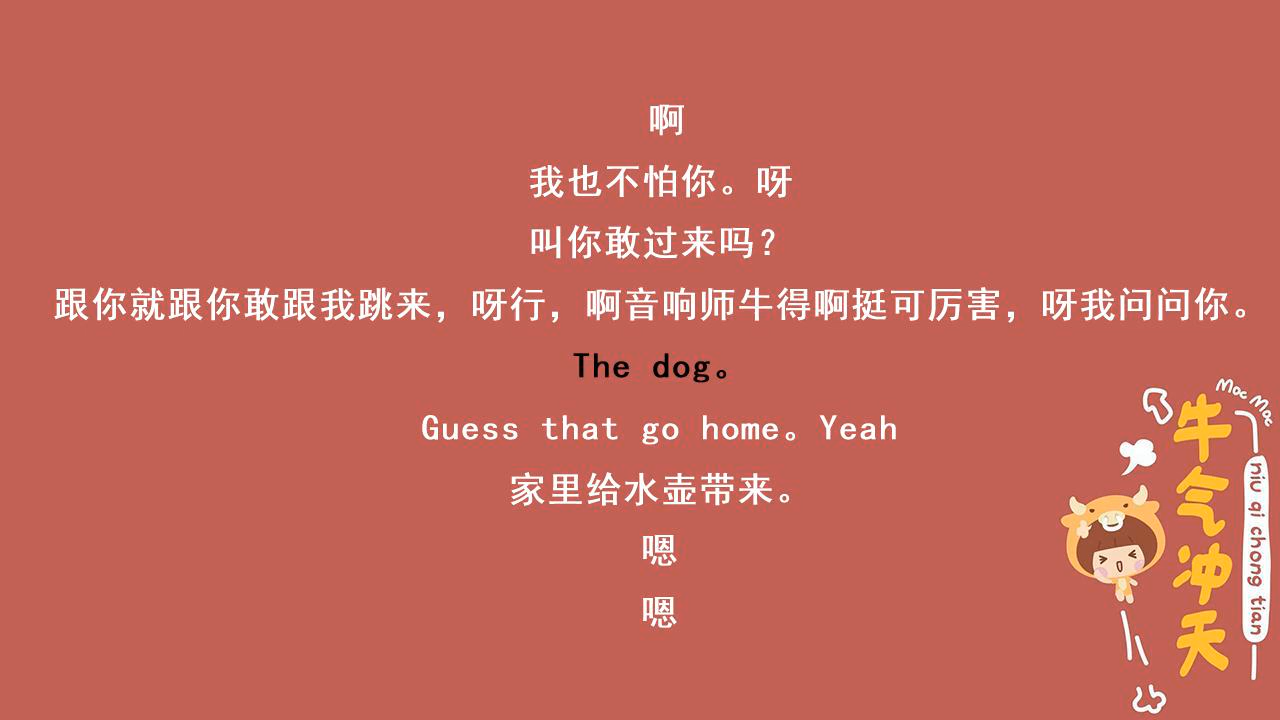 啊
我也不怕你。呀
叫你敢过来吗？
跟你就跟你敢跟我跳来，呀行，啊音响师牛得啊挺可厉害，呀我问问你。
The dog。
Guess that go home。Yeah
家里给水壶带来。
嗯
嗯
Moc Moc
牛气冲天
niu qi chong tian